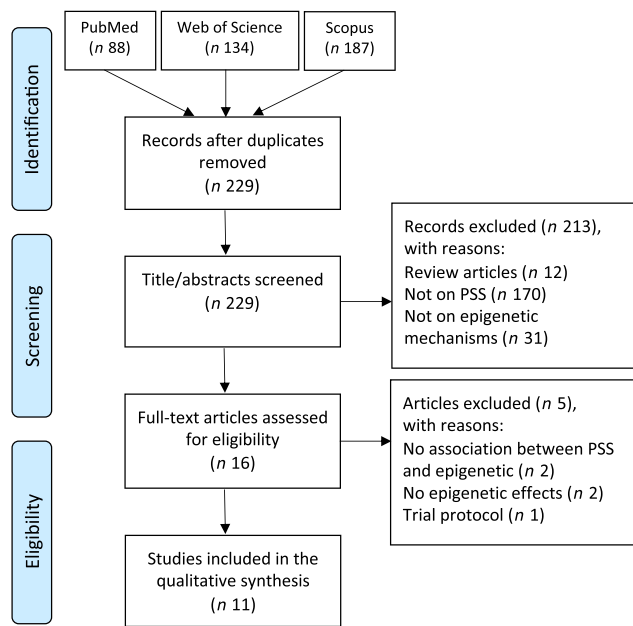 PubMed
(n 88)
Web of Science
(n 134)
Scopus
(n 187)
Identification
Records after duplicates
removed
(n 229)
Screening
Title/abstracts screened
(n 229)
Records excluded (n 213),
with reasons:
Review articles (n 12)
Not on PSS (n 170)
Not on epigenetic
mechanisms (n 31)
Full-text articles assessed
for eligibility
(n 16)
Articles excluded (n 5),
with reasons:
No association between PSS
and epigenetic (n 2)
No epigenetic effects (n 2)
Trial protocol (n 1)
Eligibility
Studies included in the
qualitative synthesis
(n 11)